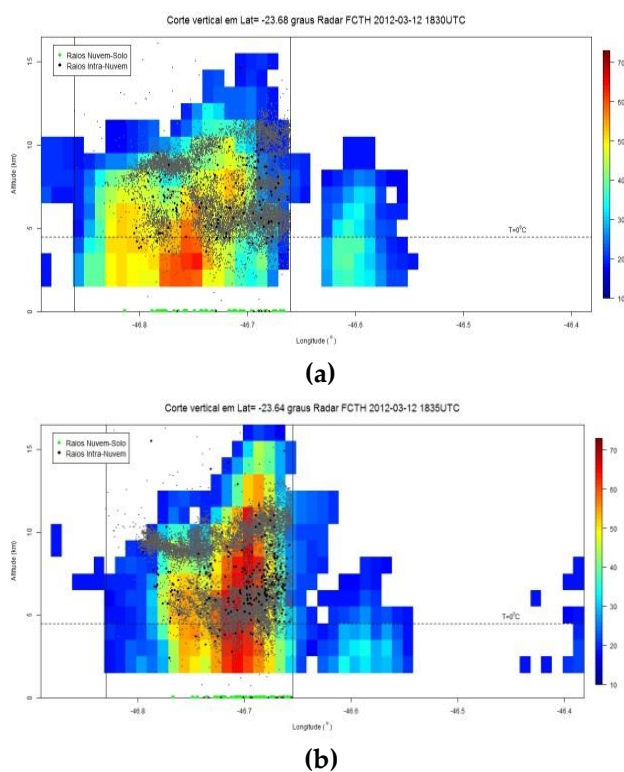 Corte vertical em Lat= -23.68 graus Radar FCTH 2012-03-12 1830UTC
Raios Nuvem-Solo
Raios Intra-Nuvem
Altitude (km)
15
10
5
0
T=0°C
70
60
50
40
30
20
10
-46.8
-46.7
-46.6
-46.5
-46.4
Longitude (°)
(a)
Corte vertical em Lat= -23.64 graus Radar FCTH 2012-03-12 1835UTC
Raios Nuvem-Solo
Raios Intra-Nuvem
Altitude (km)
15
10
5
0
T=0°C
70
60
50
40
30
20
10
-46.8
-46.7
-46.6
-46.5
-46.4
Longitude (°)
(b)